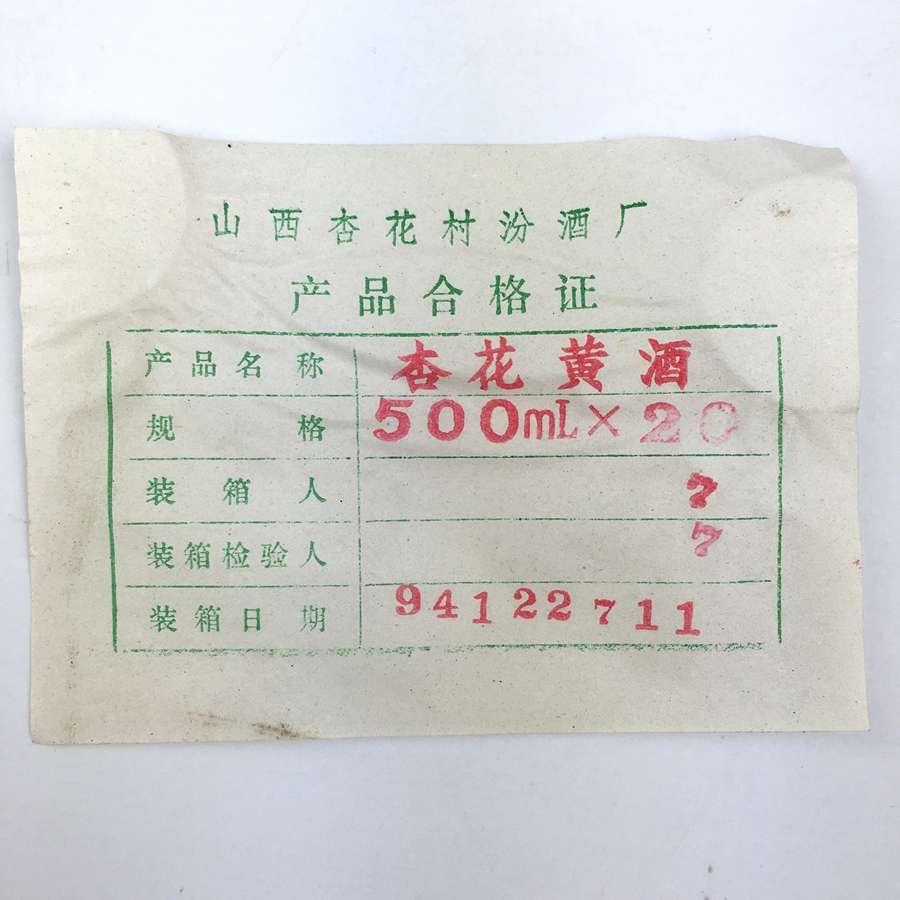 山西杏花村汾酒厂
产品合格证
产品名称 杏花黄酒
规格 500mL×20
装箱人 7
装箱检验人 7
装箱日期 94122711